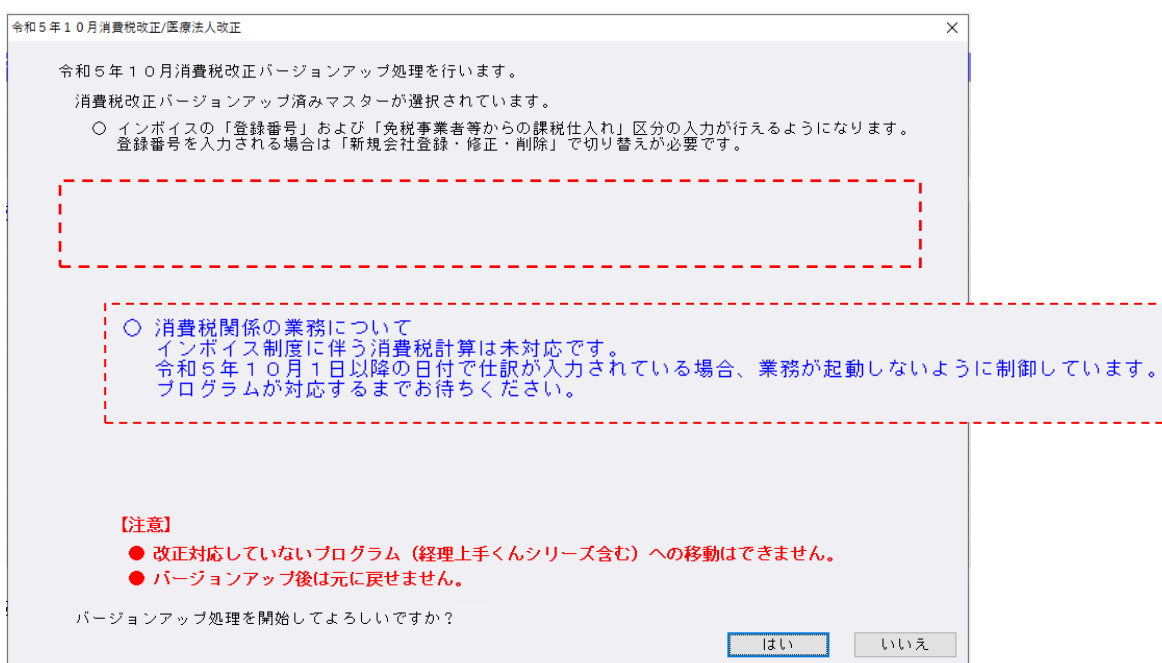 令和５年１０月消費税改正/医療法人改正
令和５年１０月消費税改正バージョンアップ処理を行います。
消費税改正バージョンアップ済みマスターが選択されています。
○ インボイスの「登録番号」および「免税事業者等からの課税仕入れ」区分の入力が行えるようになります。
登録番号を入力される場合は「新規会社登録・修正・削除」で切り替えが必要です。
○ 消費税関係の業務について
インボイス制度に伴う消費税計算は未対応です。
令和５年１０月１日以降の日付で仕訳が入力されている場合、業務が起動しないように制御しています。
プログラムが対応するまでお待ちください。
【注意】
● 改正対応していないプログラム（経理上手くんシリーズ含む）への移動はできません。
● バージョンアップ後は元に戻せません。
バージョンアップ処理を開始してよろしいですか？
はい
いいえ